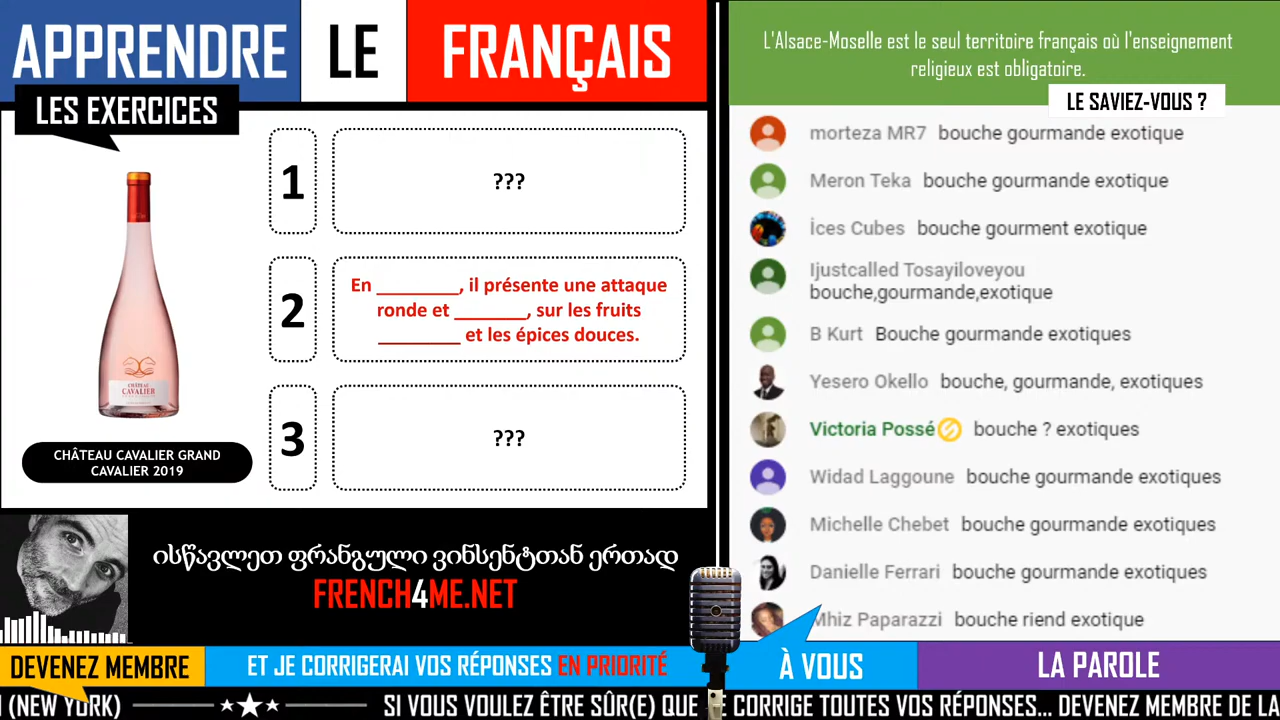 APPRENDRE LE FRANÇAIS
LES EXERCICES
CHÂTEAU
CAVALIER
CHÂTEAU CAVALIER GRAND
CAVALIER 2019
1
???
2
En ________, il présente une attaque
ronde et _______, sur les fruits
________ et les épices douces.
3
???
ისწავლეთ ფრანგული ვინსენტთან ერთად
FRENCH4ME.NET
L'Alsace-Moselle est le seul territoire français où l'enseignement
religieux est obligatoire.
LE SAVIEZ-VOUS ?
morteza MR7 bouche gourmande exotique
Meron Teka bouche gourmande exotique
İces Cubes bouche gourment exotique
Ijustcalled Tosayiloveyou
bouche,gourmande,exotique
B Kurt Bouche gourmande exotiques
Yesero Okello bouche, gourmande, exotiques
Victoria Possé bouche ? exotiques
Widad Laggoune bouche gourmande exotiques
Michelle Chebet bouche gourmande exotiques
Danielle Ferrari bouche gourmande exotiques
Mhiz Paparazzi bouche riend exotique
DEVENEZ MEMBRE
ET JE CORRIGERAI VOS RÉPONSES EN PRIORITÉ
À VOUS
LA PAROLE
(NEW YORK) SI VOUS VOULEZ ÊTRE SÛR(E) QUE CORRIGE TOUTES VOS RÉPONSES... DEVENEZ MEMBRE DE LA